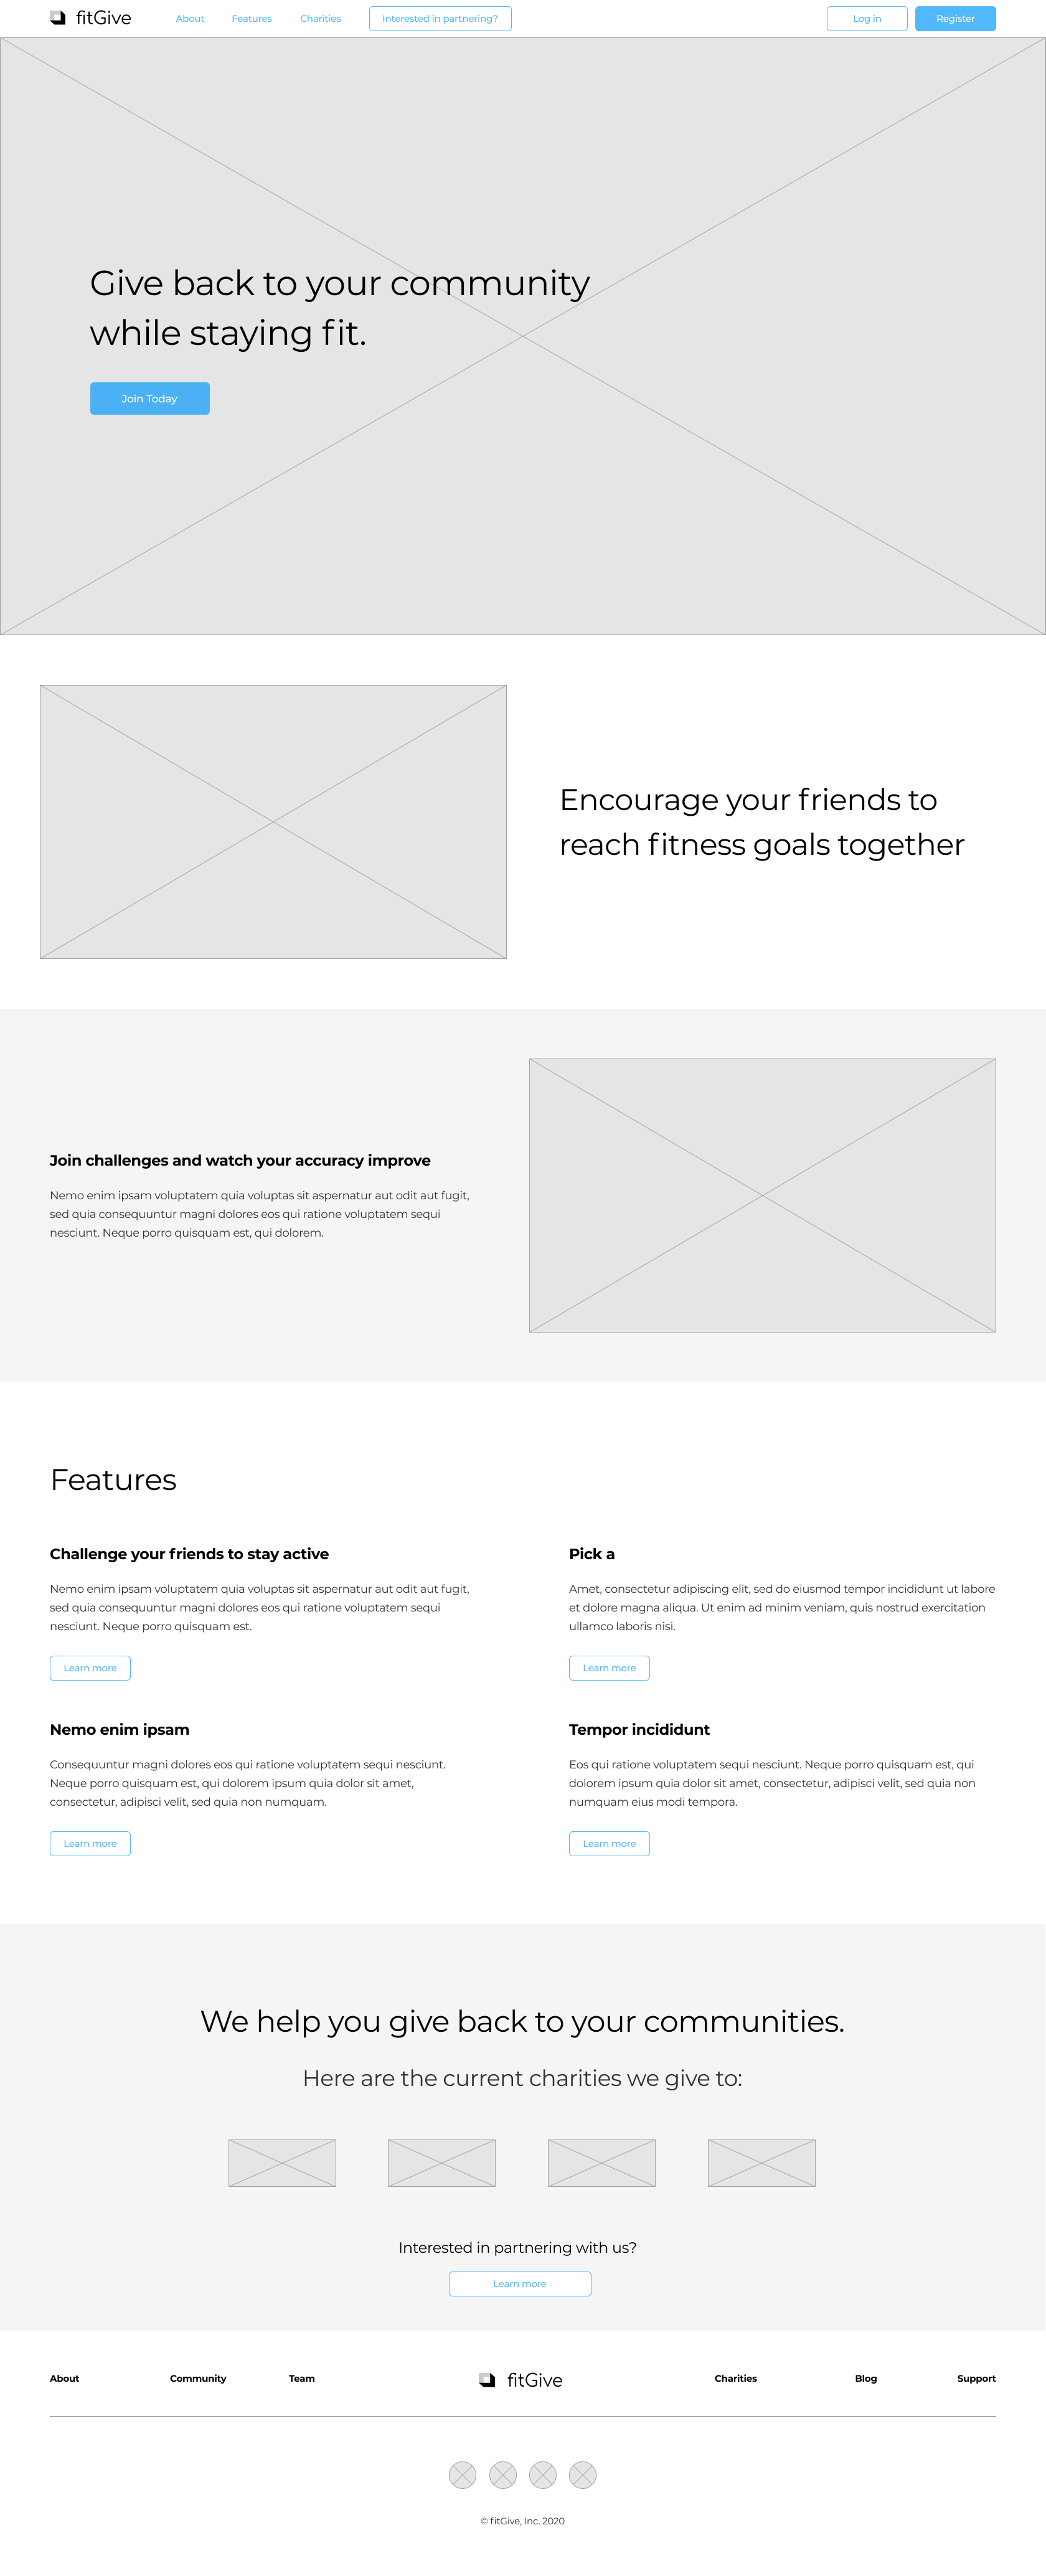 fitGive
About
Features
Charities
Interested in partnering?
Log in
Register
Give back to your community
while staying fit.
Join Today
Encourage your friends to
reach fitness goals together
Join challenges and watch your accuracy improve
Nemo enim ipsam voluptatem quia voluptas sit aspernatur aut odit aut fugit,
sed quia consequuntur magni dolores eos qui ratione voluptatem sequi
nesciunt. Neque porro quisquam est, qui dolorem.
Features
Challenge your friends to stay active
Nemo enim ipsam voluptatem quia voluptas sit aspernatur aut odit aut fugit,
sed quia consequuntur magni dolores eos qui ratione voluptatem sequi
nesciunt. Neque porro quisquam est.
Learn more
Pick a
Amet, consectetur adipiscing elit, sed do eiusmod tempor incididunt ut labore
et dolore magna aliqua. Ut enim ad minim veniam, quis nostrud exercitation
ullamco laboris nisi.
Learn more
Nemo enim ipsam
Consequuntur magni dolores eos qui ratione voluptatem sequi nesciunt.
Neque porro quisquam est, qui dolorem ipsum quia dolor sit amet,
consectetur, adipisci velit, sed quia non numquam.
Learn more
Tempor incididunt
Eos qui ratione voluptatem sequi nesciunt. Neque porro quisquam est, qui
dolorem ipsum quia dolor sit amet, consectetur, adipisci velit, sed quia non
numquam eius modi tempora.
Learn more
We help you give back to your communities.
Here are the current charities we give to:
Interested in partnering with us?
Learn more
About
Community
Team
fitGive
Charities
Blog
Support
© fitGive, Inc. 2020